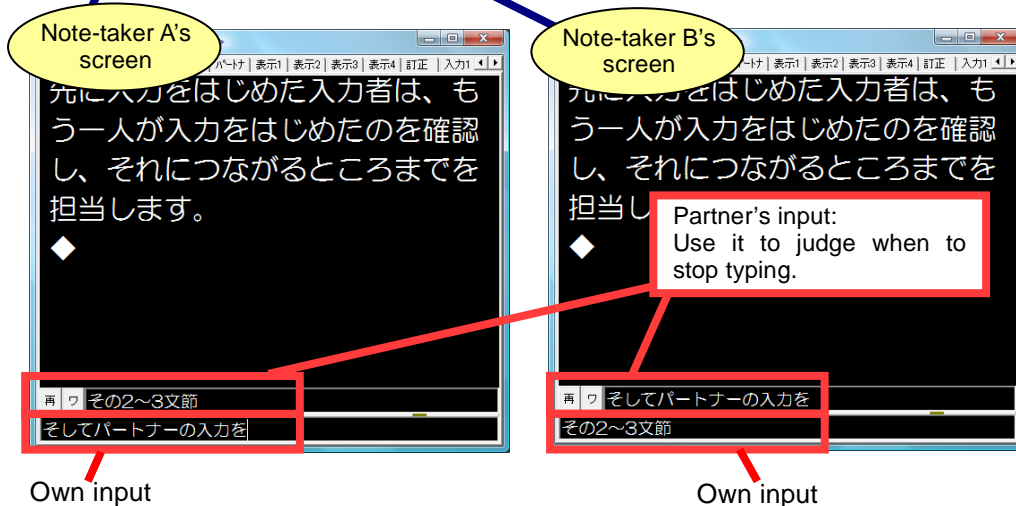 Note-taker A's
screen
表示1 表示2 表示3 表示4 訂正 入力1
先に入力をはじめた入力者は、も
う一人が入力をはじめたのを確認
し、それにつながるところまでを
担当します。
◆
再 ワ その2〜3文節
そしてパートナーの入力を
Own input
Note-taker B's
screen
表示1 表示2 表示3 表示4 訂正 入力1
先に入力をはじめた入力者は、も
う一人が入力をはじめたのを確認
し、それにつながるところまでを
担当し
◆
Partner's input:
Use it to judge when to
stop typing.
再 ワ そしてパートナーの入力を
その2〜3文節
Own input